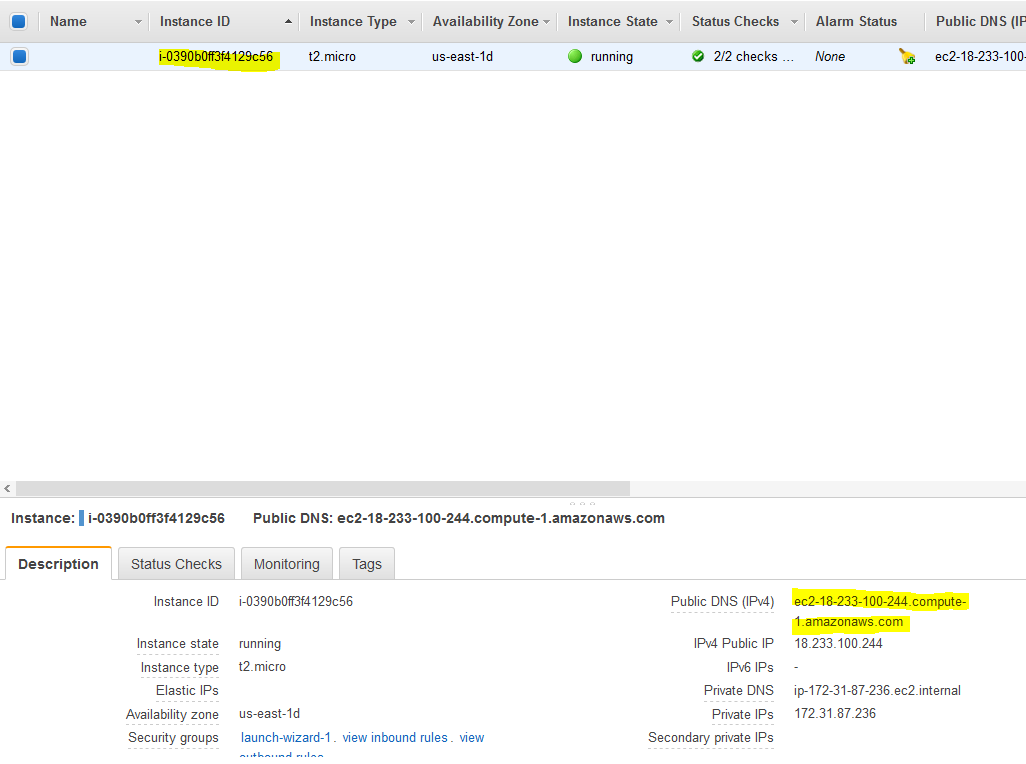 Name Instance ID Instance Type Availability Zone Instance State Status Checks Alarm Status Public DNS (IP
i-0390b0ff3f4129c56 t2.micro us-east-1d running 2/2 checks ... None ec2-18-233-100-
Instance: i-0390b0ff3f4129c56 Public DNS: ec2-18-233-100-244.compute-1.amazonaws.com
Description Status Checks Monitoring Tags
Instance ID i-0390b0ff3f4129c56 Public DNS (IPv4) ec2-18-233-100-244.compute-
1.amazonaws.com
Instance state running IPv4 Public IP 18.233.100.244
Instance type t2.micro IPv6 IPs -
Elastic IPs Private DNS ip-172-31-87-236.ec2.internal
Availability zone us-east-1d Private IPs 172.31.87.236
Security groups launch-wizard-1. view inbound rules. view Secondary private IPs
outbound rules